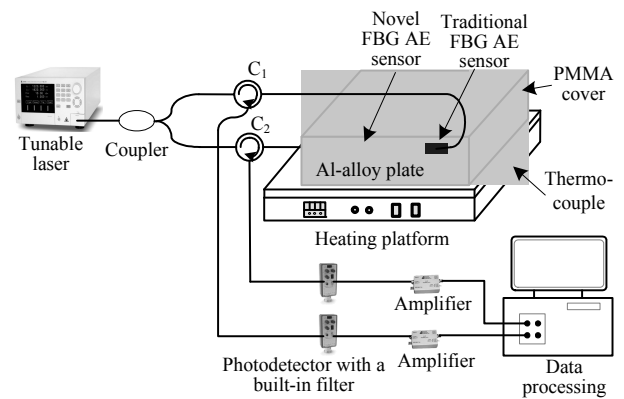 Novel
FBG AE
sensor
Traditional
FBG AE
sensor
PMMA
cover
C1
C2
Tunable
laser
Coupler
Al-alloy plate
Thermo-
couple
Heating platform
Amplifier
Photodetector with a
built-in filter
Amplifier
Data
processing